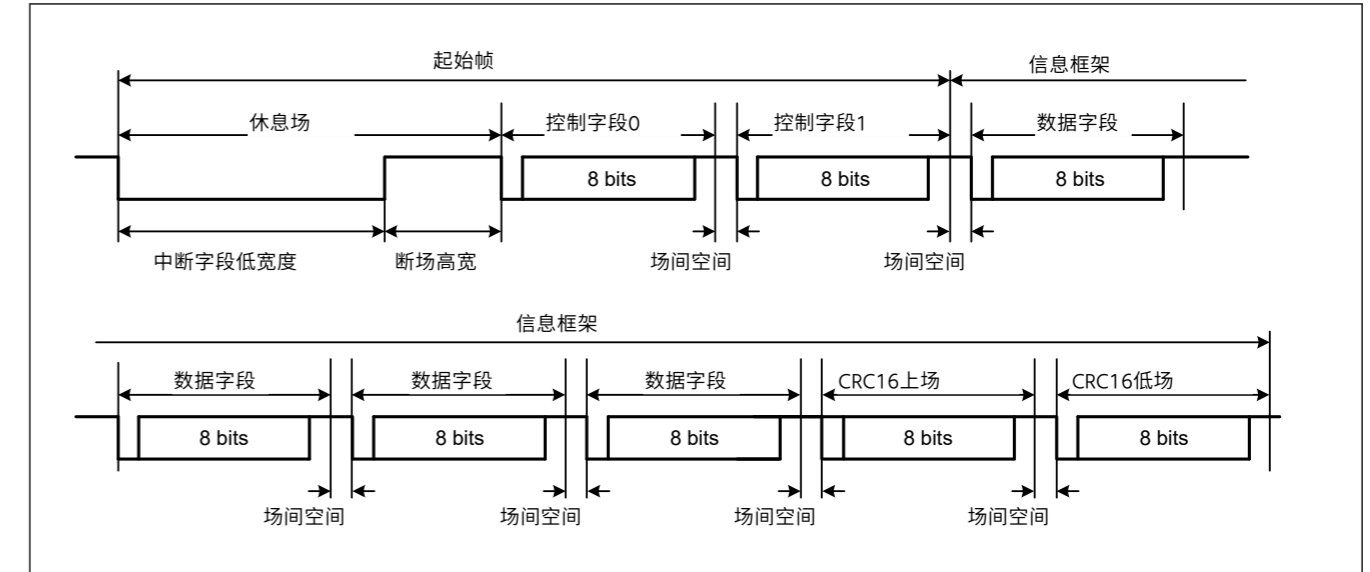 起始帧
信息框架
休息场
控制字段0
控制字段1
数据字段
8 bits
8 bits
8 bits
中断字段低宽度
断场高宽
场间空间
场间空间
信息框架
数据字段
数据字段
数据字段
CRC16上场
CRC16低场
8 bits
8 bits
8 bits
8 bits
8 bits
场间空间
场间空间
场间空间
场间空间